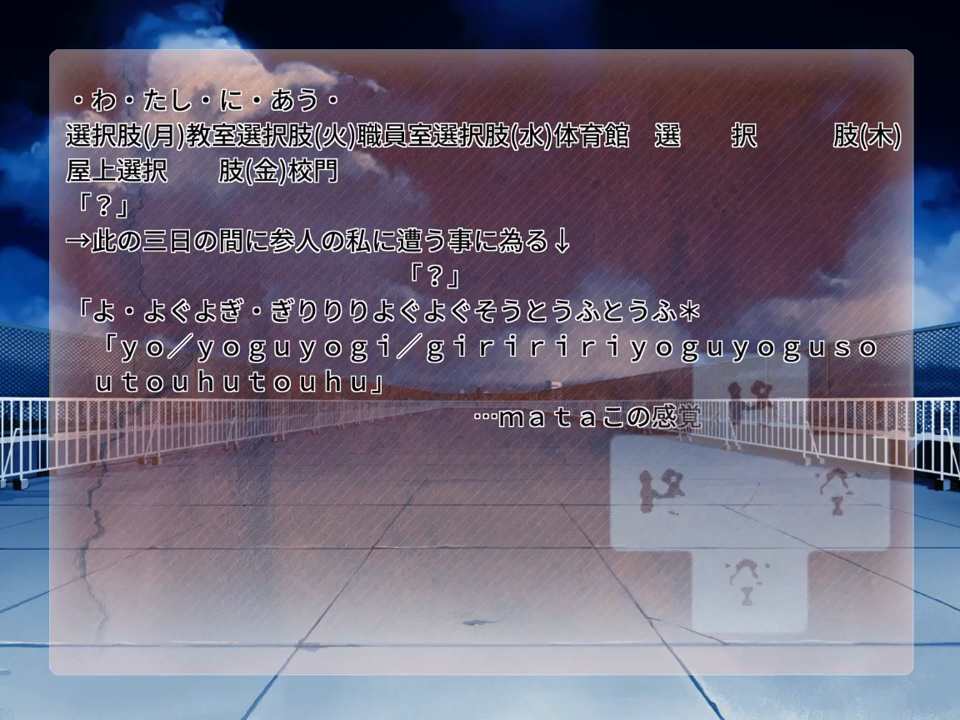 ・わ・たし・に・あう・
選択肢(月)教室選択肢(火)職員室選択肢(水)体育館　選　　択　　　肢(木)
屋上選択　　肢(金)校門
「？」
→此の三日の間に参人の私に遭う事に為る↓
「？」
「よ・よぐよぎ・ぎりりりよぐよぐそうとうふとうふ＊
「ｙｏ／ｙｏｇｕｙｏｇｉ／ｇｉｒｉｒｉｒｉｒｉｙｏｇｕｙｏｇｕｓｏ
ｕｔｏｕｈｕｔｏｕｈｕ」
…ｍａｔａこの感覚